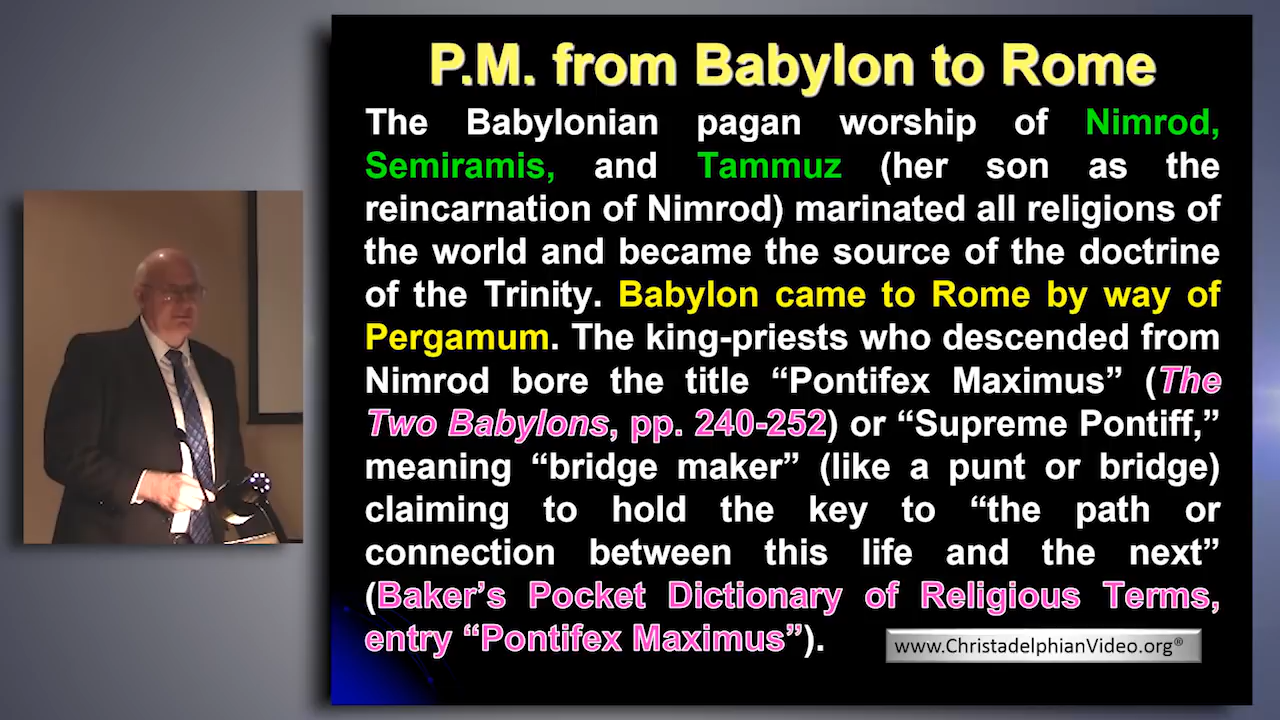 P.M. from Babylon to Rome
The Babylonian pagan worship of Nimrod,
Semiramis, and Tammuz (her son as the
reincarnation of Nimrod) marinated all religions of
the world and became the source of the doctrine
of the Trinity. Babylon came to Rome by way of
Pergamum. The king-priests who descended from
Nimrod bore the title “Pontifex Maximus” (The
Two Babylons, pp. 240-252) or “Supreme Pontiff,”
meaning “bridge maker” (like a punt or bridge)
claiming to hold the key to “the path or
connection between this life and the next”
(Baker’s Pocket Dictionary of Religious Terms,
entry “Pontifex Maximus”).
www.ChristadelphianVideo.org®